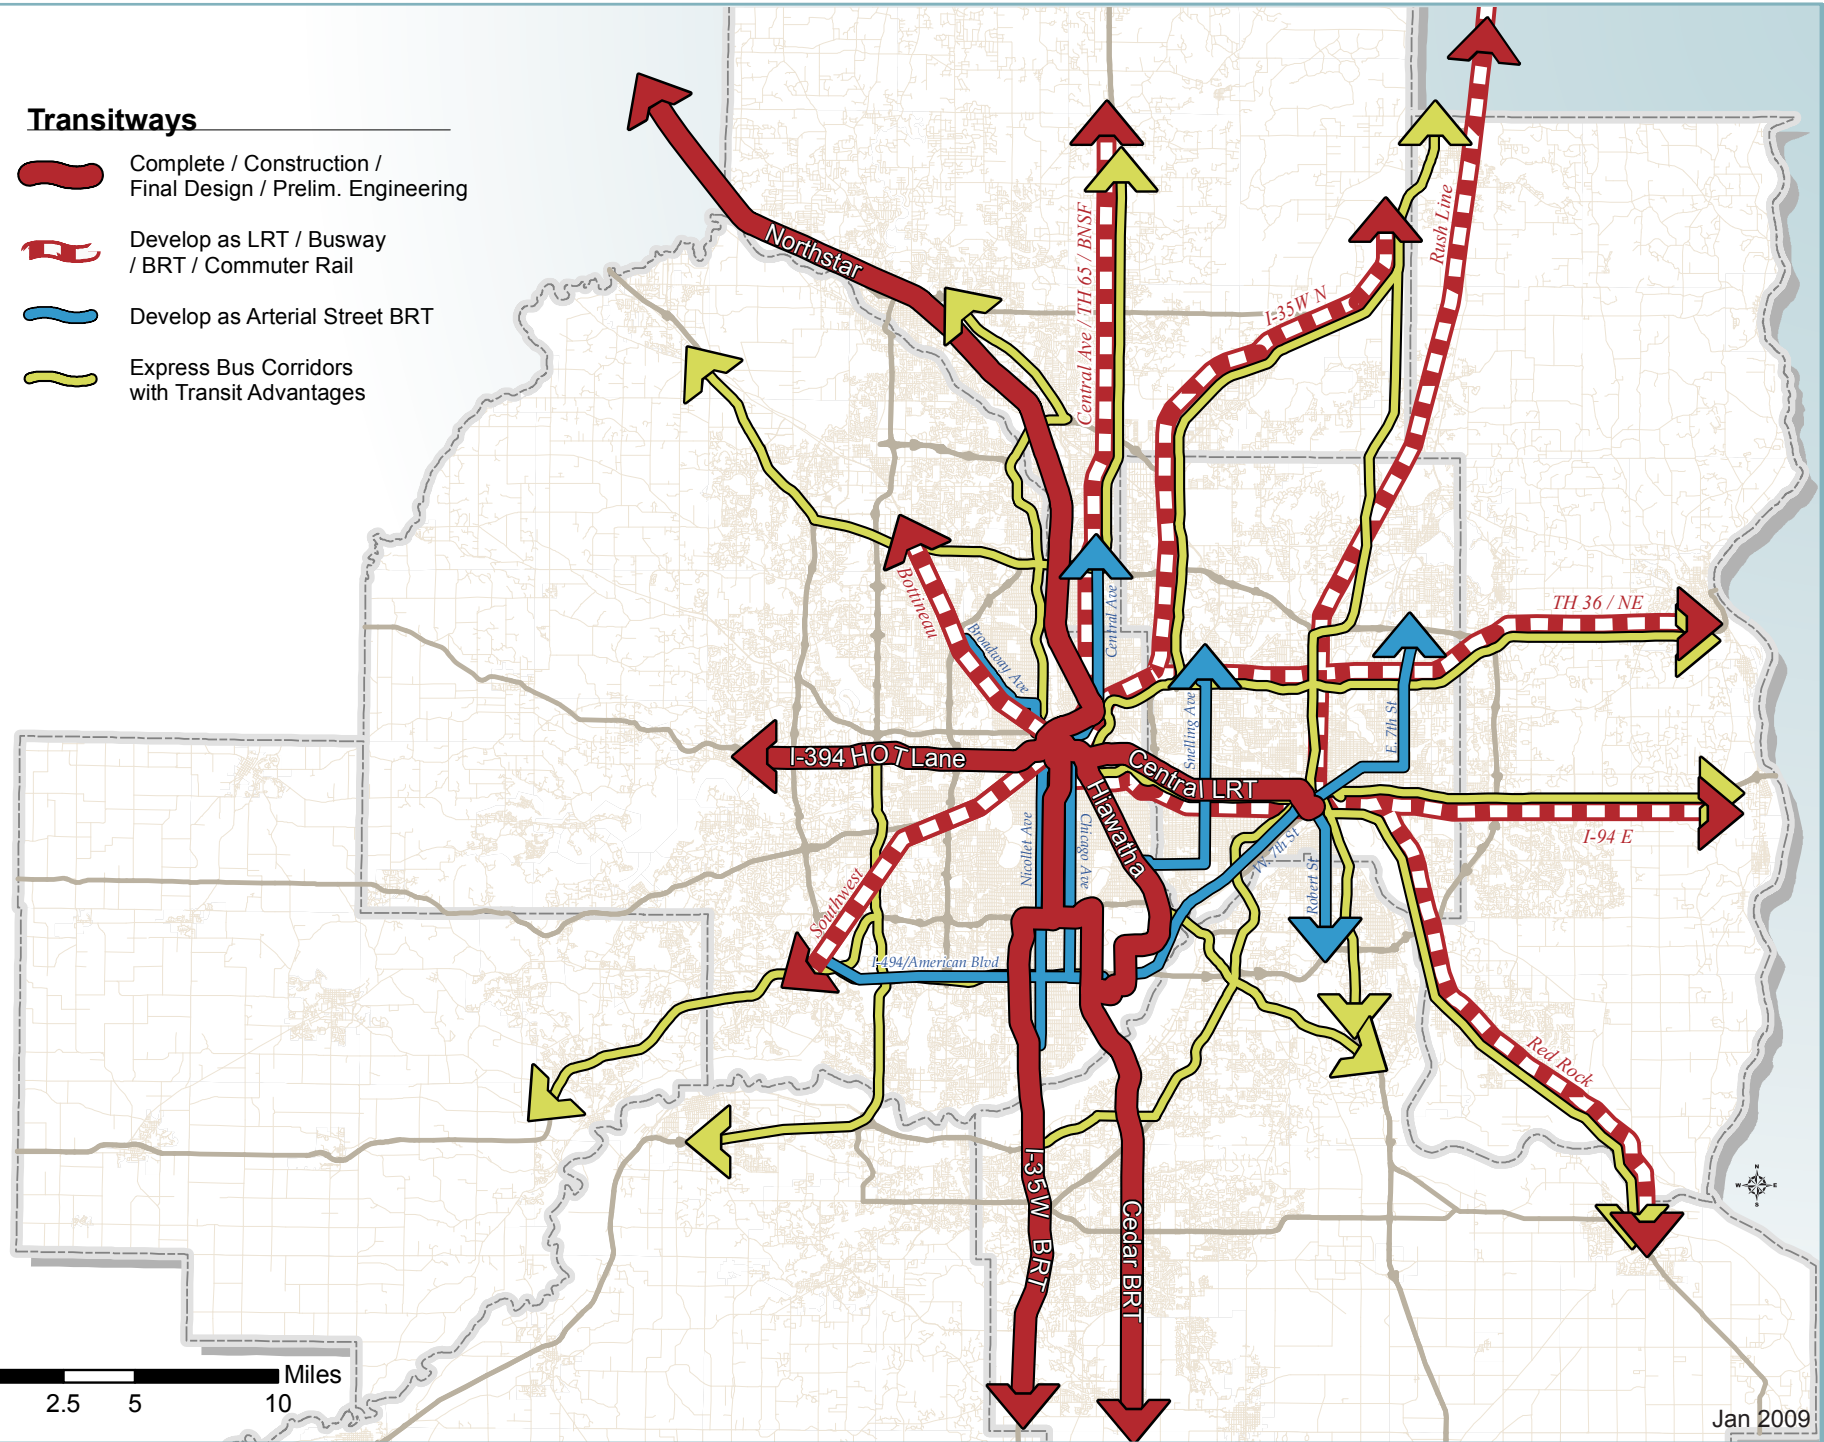 Transitways
Complete / Construction /
Final Design / Prelim. Engineering
Develop as LRT / Busway
/ BRT / Commuter Rail
Develop as Arterial Street BRT
Express Bus Corridors
with Transit Advantages
Northstar
Central Ave / TH 65 / BNSF
I-35W N
Rush Line
Bottineau
Broadway Ave
Central Ave
TH 36 / NE
Snelling Ave
E. 7th St
I-394 HOT Lane
Central LRT
Hiawatha
I-94 E
Nicollet Ave
Chicago Ave
W. 7th St
Robert St
Southwest
I-494/American Blvd
Red Rock
I-35W BRT
Cedar BRT
N
W E
S
Miles
2.5 5 10
Jan 2009